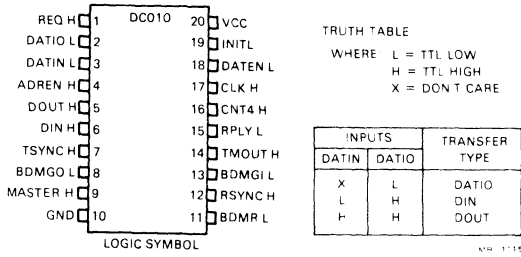 DC010
REQ H 1 20 VCC
DATIO L 2 19 INITL
DATIN L 3 18 DATEN L
ADREN H 4 17 CLK H
DOUT H 5 16 CNT4 H
DIN H 6 15 RPLY L
TSYNC H 7 14 TMOUT H
BDMGO L 8 13 BDMGI L
MASTER H 9 12 RSYNC H
GND 10 11 BDMR L
LOGIC SYMBOL
TRUTH TABLE
WHERE L = TTL LOW
H = TTL HIGH
X = DON T CARE
INPUTS TRANSFER
DATIN DATIO TYPE
X L DATIO
L H DIN
H H DOUT